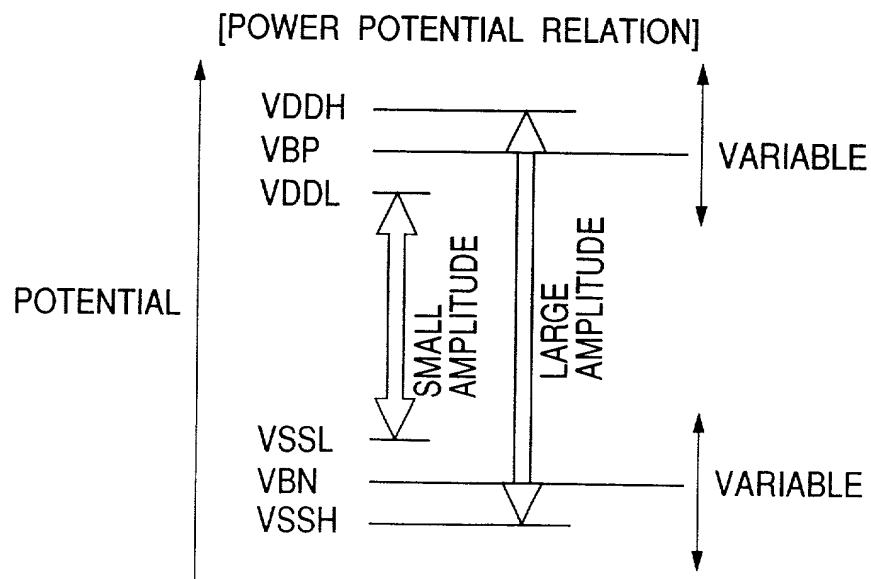 [POWER POTENTIAL RELATION]
VDDH
VBP
VDDL
VARIABLE
POTENTIAL
SMALL
AMPLITUDE
LARGE
AMPLITUDE
VSSL
VBN
VSSH
VARIABLE